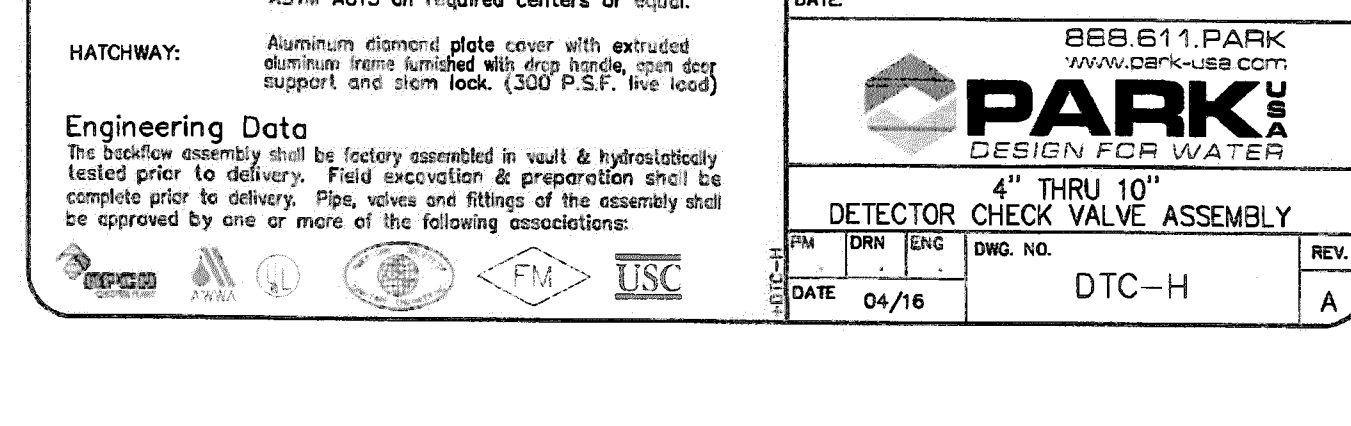 ASTM A615 on required centers or equal.
HATCHWAY: Aluminum diamond plate cover with extruded
aluminum frame furnished with drop handle, open door
support and slam lock. (300 P.S.F. live load)
Engineering Data
The backflow assembly shall be factory assembled in vault & hydrostatically
tested prior to delivery. Field excavation & preparation shall be
complete prior to delivery. Pipe, valves and fittings of the assembly shall
be approved by one or more of the following associations:
AWWA
UL
FM
USC
DATE:
888.611.PARK
www.park-usa.com
PARK USA
DESIGN FOR WATER
4" THRU 10"
DETECTOR CHECK VALVE ASSEMBLY
PM DRN ENG
DATE 04/16
DWG. NO.
DTC-H
REV.
A